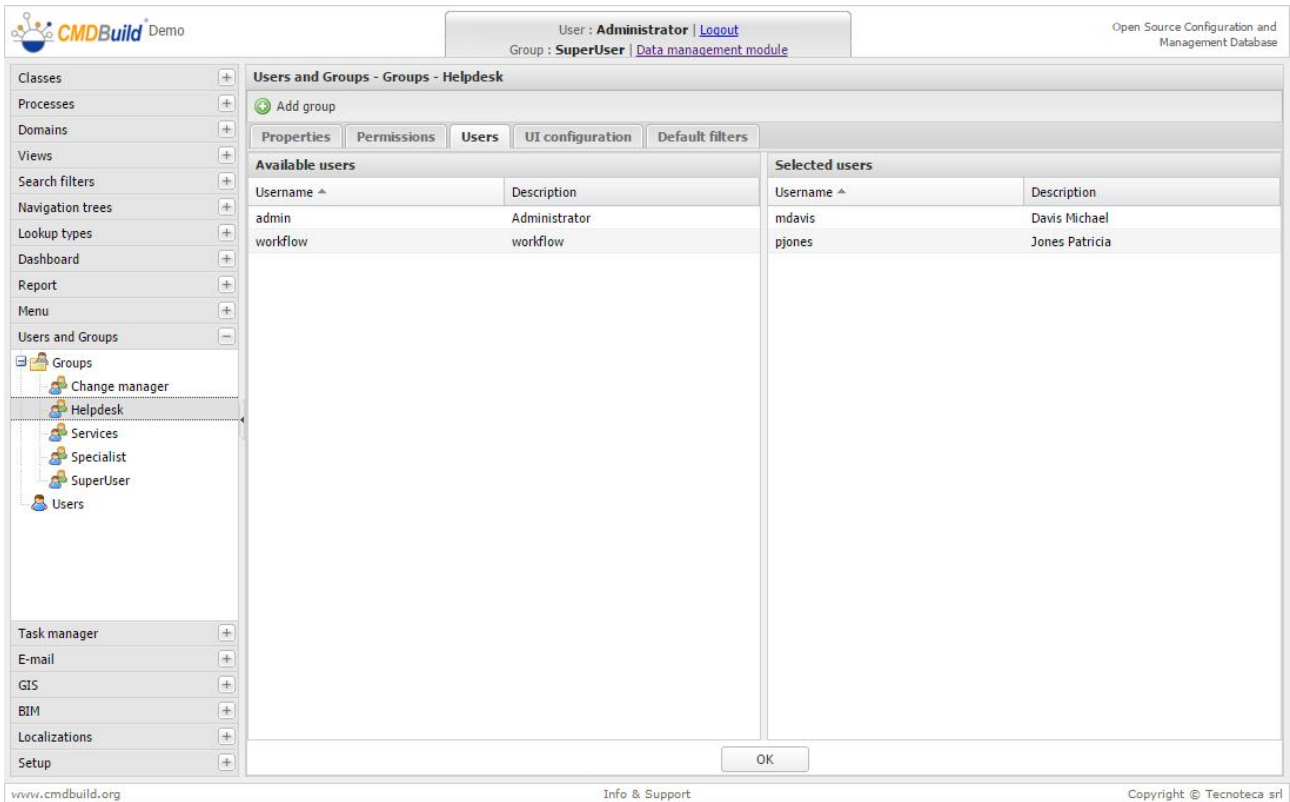 CMDBuild Demo
User : Administrator | Logout
Group : SuperUser | Data management module
Open Source Configuration and
Management Database
Classes
Processes
Domains
Views
Search filters
Navigation trees
Lookup types
Dashboard
Report
Menu
Users and Groups
Groups
Change manager
Helpdesk
Services
Specialist
SuperUser
Users
Task manager
E-mail
GIS
BIM
Localizations
Setup
Users and Groups - Groups - Helpdesk
Add group
Properties Permissions Users UI configuration Default filters
Available users
Username Description
admin Administrator
workflow workflow
Selected users
Username Description
mdavis Davis Michael
pjones Jones Patricia
OK
www.cmdbuild.org Info & Support Copyright © Tecnoteca srl